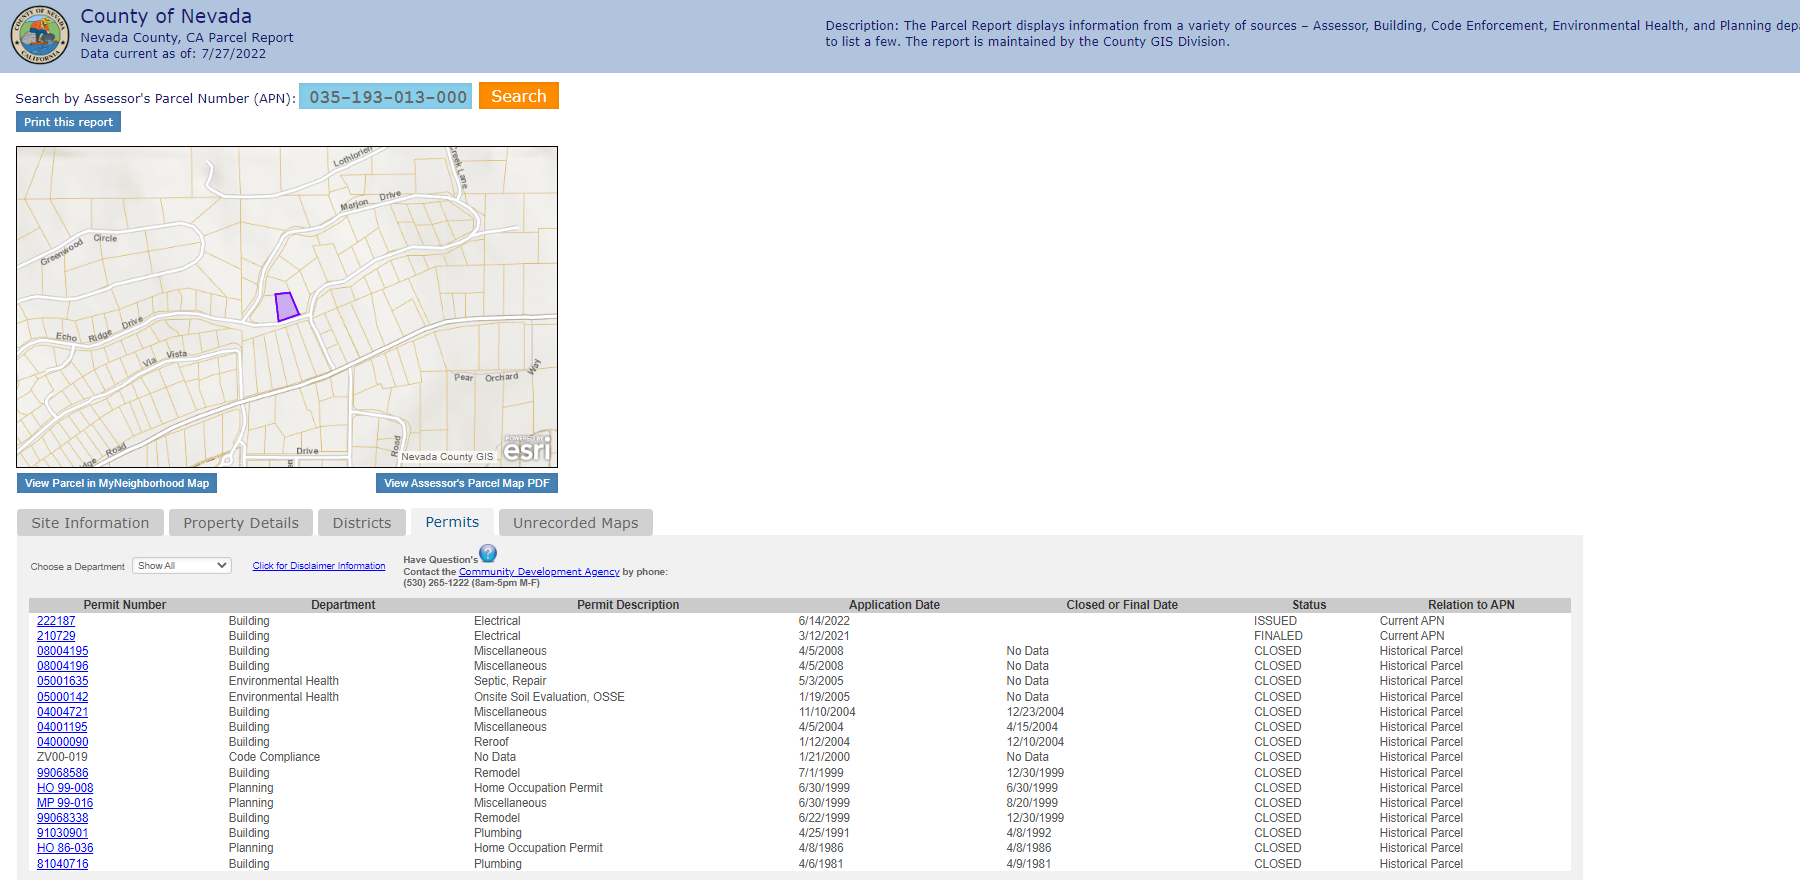 County of Nevada
Nevada County, CA Parcel Report
Data current as of: 7/27/2022
Description: The Parcel Report displays information from a variety of sources – Assessor, Building, Code Enforcement, Environmental Health, and Planning depa
to list a few. The report is maintained by the County GIS Division.
COUNTY OF NEVADA
CALIFORNIA
Search by Assessor's Parcel Number (APN): 035-193-013-000 Search
Print this report
Lothlorien
Creek Lane
Marjon Drive
Greenwood Circle
Echo Ridge Drive
Via Vista
Pear Orchard Way
Road
Drive
Road
Nevada County GIS
POWERED BY
esri
View Parcel in MyNeighborhood Map View Assessor's Parcel Map PDF
Site Information Property Details Districts Permits Unrecorded Maps
Choose a Department Show All Click for Disclaimer Information
Have Question's ?
Contact the Community Development Agency by phone:
(530) 265-1222 (8am-5pm M-F)
Permit Number Department Permit Description Application Date Closed or Final Date Status Relation to APN
222187 Building Electrical 6/14/2022 ISSUED Current APN
210729 Building Electrical 3/12/2021 FINALED Current APN
08004195 Building Miscellaneous 4/5/2008 No Data CLOSED Historical Parcel
08004196 Building Miscellaneous 4/5/2008 No Data CLOSED Historical Parcel
05001635 Environmental Health Septic, Repair 5/3/2005 No Data CLOSED Historical Parcel
05000142 Environmental Health Onsite Soil Evaluation, OSSE 1/19/2005 No Data CLOSED Historical Parcel
04004721 Building Miscellaneous 11/10/2004 12/23/2004 CLOSED Historical Parcel
04001195 Building Miscellaneous 4/5/2004 4/15/2004 CLOSED Historical Parcel
04000090 Building Reroof 1/12/2004 12/10/2004 CLOSED Historical Parcel
ZV00-019 Code Compliance No Data 1/21/2000 No Data CLOSED Historical Parcel
99068586 Building Remodel 7/1/1999 12/30/1999 CLOSED Historical Parcel
HO 99-008 Planning Home Occupation Permit 6/30/1999 6/30/1999 CLOSED Historical Parcel
MP 99-016 Planning Miscellaneous 6/30/1999 8/20/1999 CLOSED Historical Parcel
99068338 Building Remodel 6/22/1999 12/30/1999 CLOSED Historical Parcel
91030901 Building Plumbing 4/25/1991 4/8/1992 CLOSED Historical Parcel
HO 86-036 Planning Home Occupation Permit 4/8/1986 4/8/1986 CLOSED Historical Parcel
81040716 Building Plumbing 4/6/1981 4/9/1981 CLOSED Historical Parcel